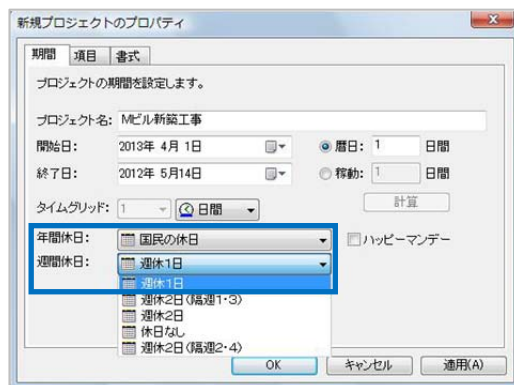 新規プロジェクトのプロパティ
期間 項目 書式
プロジェクトの期間を設定します。
プロジェクト名: Mビル新築工事
開始日: 2013年 4月 1日 暦日: 1 日間
終了日: 2012年 5月14日 稼動: 1 日間
計算
タイムグリッド: 1 日間
年間休日: 国民の休日 ハッピーマンデー
週間休日: 週休1日
週休1日
週休2日(隔週1・3)
週休2日
休日なし
週休2日(隔週2・4)
OK キャンセル 適用(A)